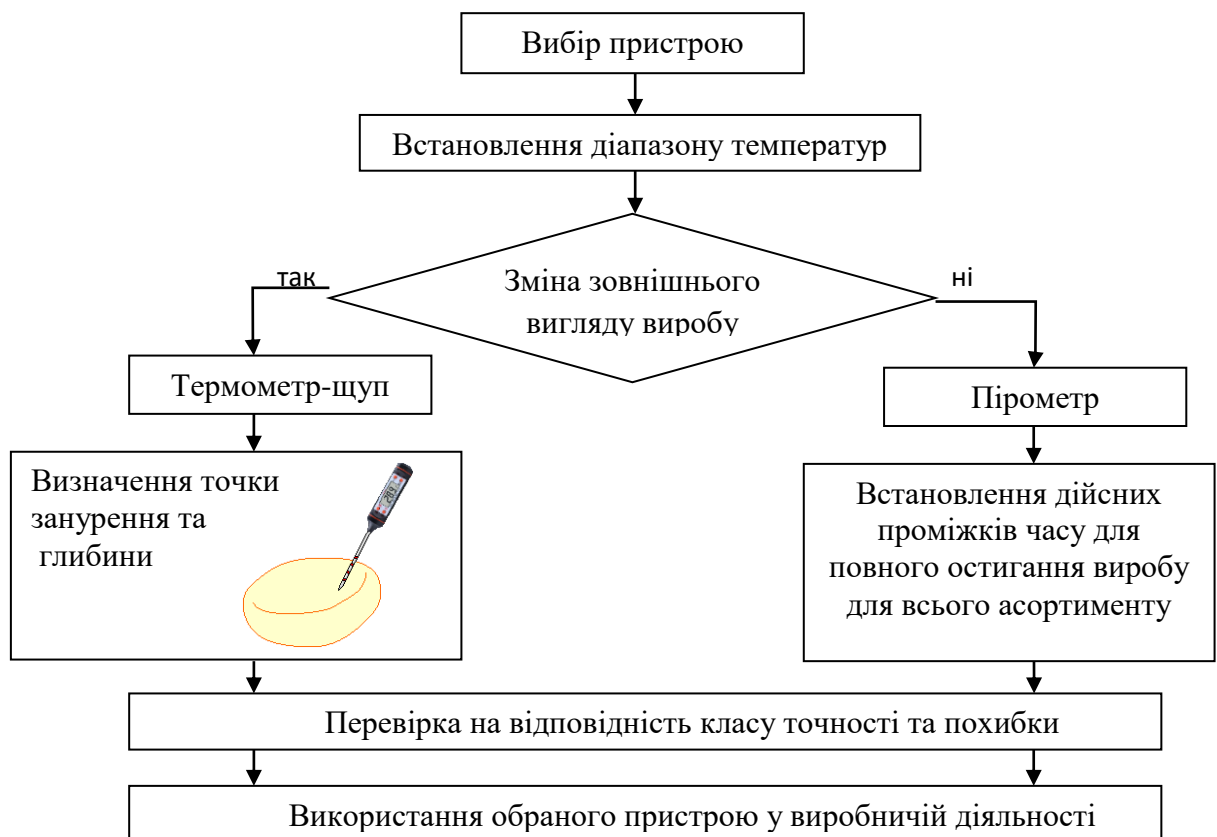 Вибір пристрою
Встановлення діапазону температур
Зміна зовнішнього
вигляду виробу
так
ні
Термометр-щуп
Пірометр
Визначення точки
занурення та
глибини
Встановлення дійсних
проміжків часу для
повного остигання виробу
для всього асортименту
Перевірка на відповідність класу точності та похибки
Використання обраного пристрою у виробничій діяльності